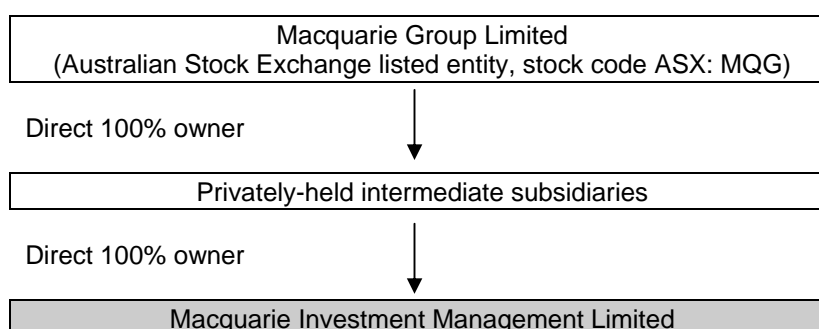 Macquarie Group Limited
(Australian Stock Exchange listed entity, stock code ASX: MQG)
Direct 100% owner
Privately-held intermediate subsidiaries
Direct 100% owner
Macquarie Investment Management Limited